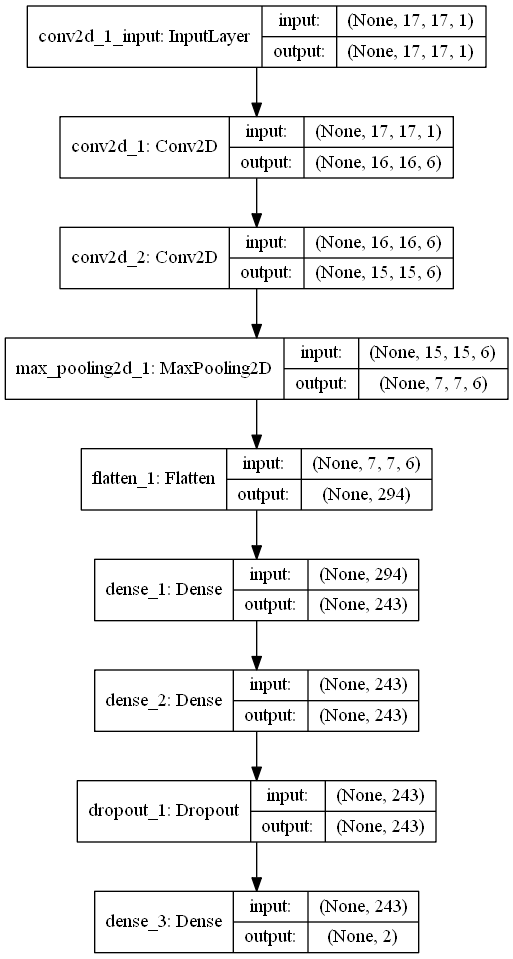 conv2d_1_input: InputLayer
input: (None, 17, 17, 1)
output: (None, 17, 17, 1)
conv2d_1: Conv2D
input: (None, 17, 17, 1)
output: (None, 16, 16, 6)
conv2d_2: Conv2D
input: (None, 16, 16, 6)
output: (None, 15, 15, 6)
max_pooling2d_1: MaxPooling2D
input: (None, 15, 15, 6)
output: (None, 7, 7, 6)
flatten_1: Flatten
input: (None, 7, 7, 6)
output: (None, 294)
dense_1: Dense
input: (None, 294)
output: (None, 243)
dense_2: Dense
input: (None, 243)
output: (None, 243)
dropout_1: Dropout
input: (None, 243)
output: (None, 243)
dense_3: Dense
input: (None, 243)
output: (None, 2)